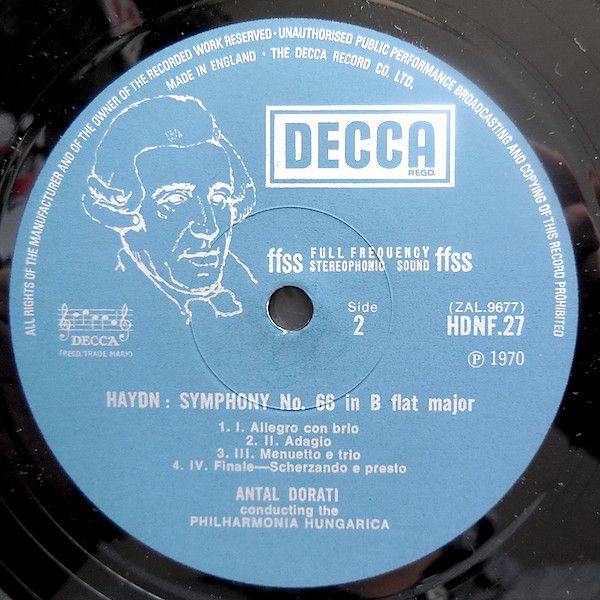 ALL RIGHTS OF THE MANUFACTURER AND OF THE OWNER OF THE RECORDED WORK RESERVED · UNAUTHORISED PUBLIC PERFORMANCE BROADCASTING AND COPYING OF THIS RECORD PROHIBITED
MADE IN ENGLAND · THE DECCA RECORD CO. LTD.
DECCA
REGD.
ffss FULL FREQUENCY STEREOPHONIC SOUND ffss
Side
2
(ZAL.9677)
HDNF.27
Ⓟ 1970
DECCA
(REGD. TRADE MARK)
HAYDN : SYMPHONY No. 66 in B flat major
1. I. Allegro con brio
2. II. Adagio
3. III. Menuetto e trio
4. IV. Finale—Scherzando e presto
ANTAL DORATI
conducting the
PHILHARMONIA HUNGARICA